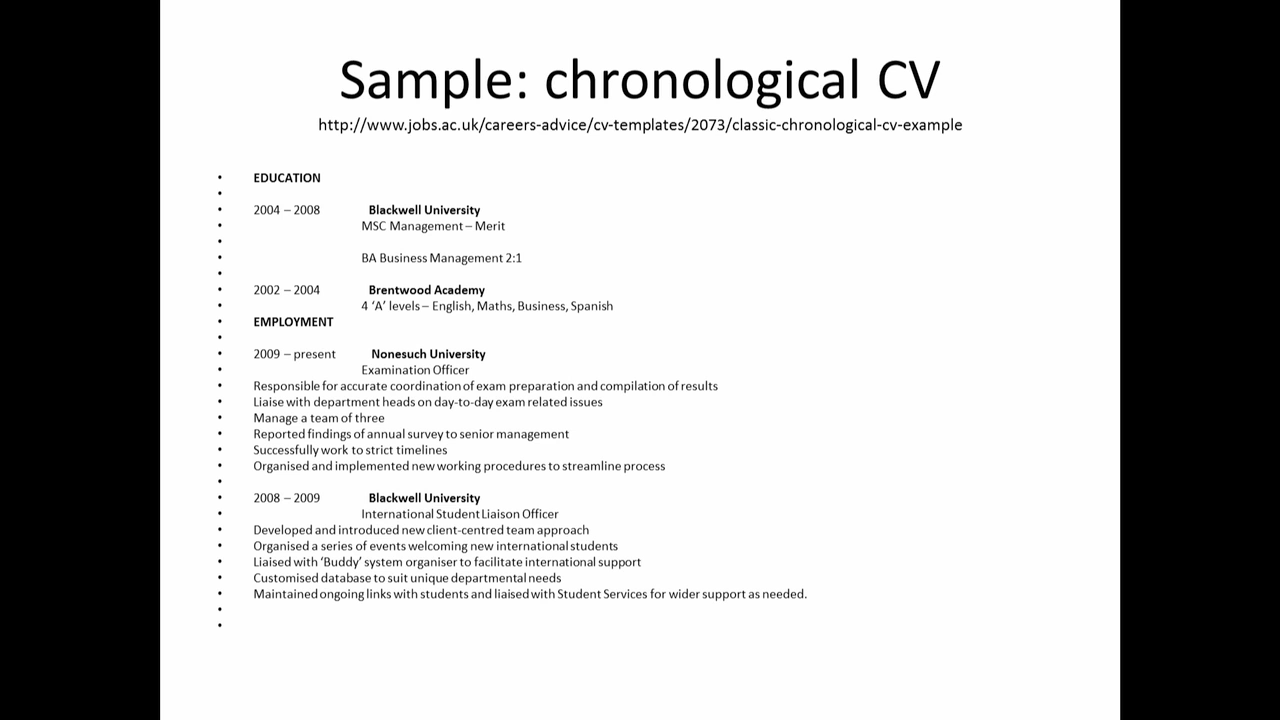 Sample: chronological CV
http://www.jobs.ac.uk/careers-advice/cv-templates/2073/classic-chronological-cv-example
• EDUCATION
•
• 2004 – 2008 Blackwell University
• MSC Management – Merit
•
• BA Business Management 2:1
•
• 2002 – 2004 Brentwood Academy
• 4 ‘A’ levels – English, Maths, Business, Spanish
• EMPLOYMENT
•
• 2009 – present Nonesuch University
• Examination Officer
• Responsible for accurate coordination of exam preparation and compilation of results
• Liaise with department heads on day-to-day exam related issues
• Manage a team of three
• Reported findings of annual survey to senior management
• Successfully work to strict timelines
• Organised and implemented new working procedures to streamline process
•
• 2008 – 2009 Blackwell University
• International Student Liaison Officer
• Developed and introduced new client-centred team approach
• Organised a series of events welcoming new international students
• Liaised with ‘Buddy’ system organiser to facilitate international support
• Customised database to suit unique departmental needs
• Maintained ongoing links with students and liaised with Student Services for wider support as needed.
•
•